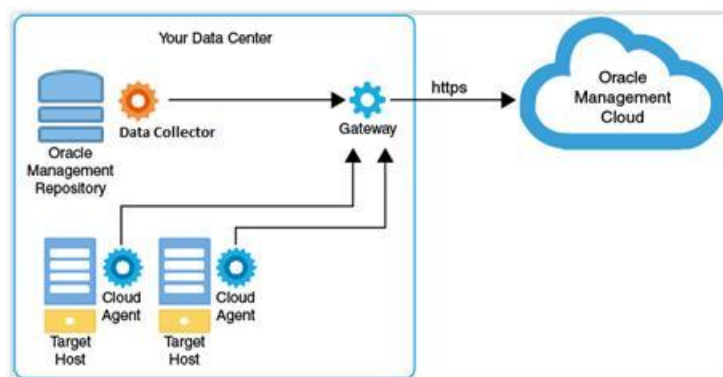 Your Data Center
Data Collector
Oracle
Management
Repository
Gateway
https
Oracle
Management
Cloud
Cloud
Agent
Target
Host
Cloud
Agent
Target
Host